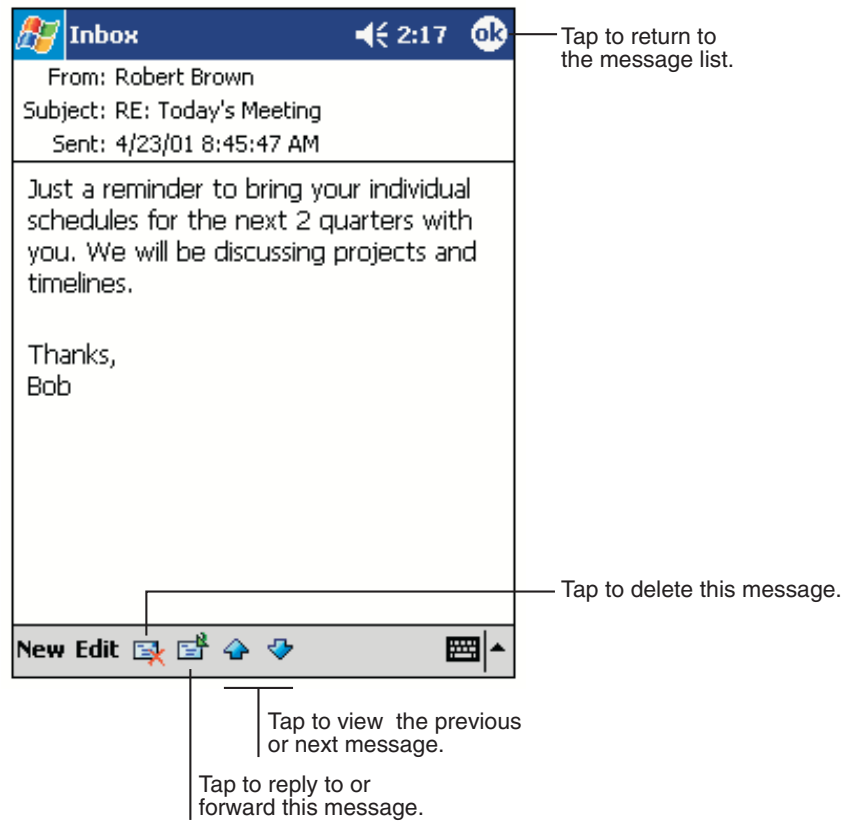 Inbox 2:17 ok
Tap to return to
the message list.
From: Robert Brown
Subject: RE: Today's Meeting
Sent: 4/23/01 8:45:47 AM
Just a reminder to bring your individual
schedules for the next 2 quarters with
you. We will be discussing projects and
timelines.
Thanks,
Bob
Tap to delete this message.
New Edit
Tap to view the previous
or next message.
Tap to reply to or
forward this message.